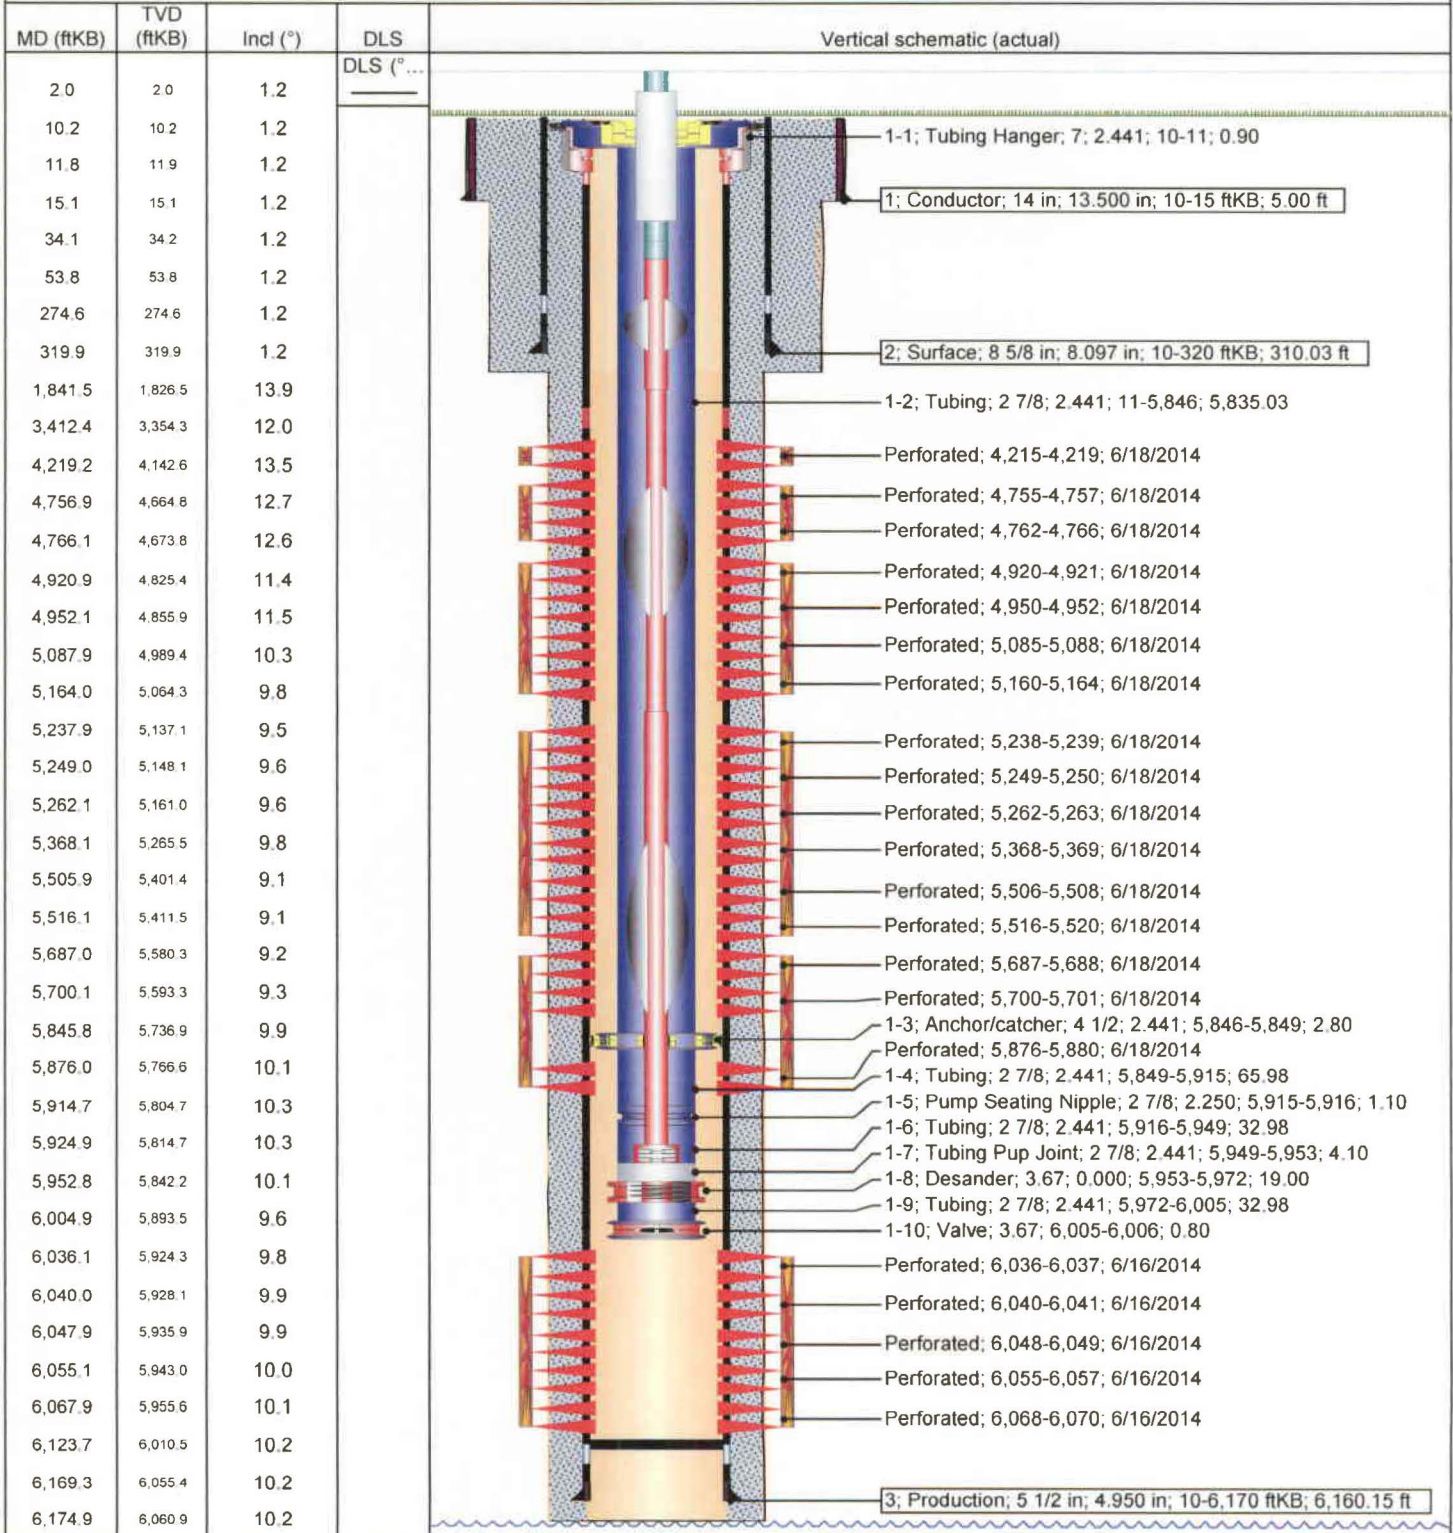 MD (ftKB) TVD (ftKB) Incl (°) DLS Vertical schematic (actual)
DLS (°...
2.0 2.0 1.2
10.2 10.2 1.2
1-1; Tubing Hanger; 7; 2.441; 10-11; 0.90
11.8 11.9 1.2
15.1 15.1 1.2
1; Conductor; 14 in; 13.500 in; 10-15 ftKB; 5.00 ft
34.1 34.2 1.2
53.8 53.8 1.2
274.6 274.6 1.2
319.9 319.9 1.2
2; Surface; 8 5/8 in; 8.097 in; 10-320 ftKB; 310.03 ft
1,841.5 1,826.5 13.9
1-2; Tubing; 2 7/8; 2.441; 11-5,846; 5,835.03
3,412.4 3,354.3 12.0
4,219.2 4,142.6 13.5
Perforated; 4,215-4,219; 6/18/2014
4,756.9 4,664.8 12.7
Perforated; 4,755-4,757; 6/18/2014
4,766.1 4,673.8 12.6
Perforated; 4,762-4,766; 6/18/2014
4,920.9 4,825.4 11.4
Perforated; 4,920-4,921; 6/18/2014
4,952.1 4,855.9 11.5
Perforated; 4,950-4,952; 6/18/2014
5,087.9 4,989.4 10.3
Perforated; 5,085-5,088; 6/18/2014
5,164.0 5,064.3 9.8
Perforated; 5,160-5,164; 6/18/2014
5,237.9 5,137.1 9.5
Perforated; 5,238-5,239; 6/18/2014
5,249.0 5,148.1 9.6
Perforated; 5,249-5,250; 6/18/2014
5,262.1 5,161.0 9.6
Perforated; 5,262-5,263; 6/18/2014
5,368.1 5,265.5 9.8
Perforated; 5,368-5,369; 6/18/2014
5,505.9 5,401.4 9.1
Perforated; 5,506-5,508; 6/18/2014
5,516.1 5,411.5 9.1
Perforated; 5,516-5,520; 6/18/2014
5,687.0 5,580.3 9.2
Perforated; 5,687-5,688; 6/18/2014
5,700.1 5,593.3 9.3
Perforated; 5,700-5,701; 6/18/2014
5,845.8 5,736.9 9.9
1-3; Anchor/catcher; 4 1/2; 2.441; 5,846-5,849; 2.80
Perforated; 5,876-5,880; 6/18/2014
5,876.0 5,766.6 10.1
1-4; Tubing; 2 7/8; 2.441; 5,849-5,915; 65.98
5,914.7 5,804.7 10.3
1-5; Pump Seating Nipple; 2 7/8; 2.250; 5,915-5,916; 1.10
1-6; Tubing; 2 7/8; 2.441; 5,916-5,949; 32.98
5,924.9 5,814.7 10.3
1-7; Tubing Pup Joint; 2 7/8; 2.441; 5,949-5,953; 4.10
5,952.8 5,842.2 10.1
1-8; Desander; 3.67; 0.000; 5,953-5,972; 19.00
1-9; Tubing; 2 7/8; 2.441; 5,972-6,005; 32.98
6,004.9 5,893.5 9.6
1-10; Valve; 3.67; 6,005-6,006; 0.80
6,036.1 5,924.3 9.8
Perforated; 6,036-6,037; 6/16/2014
6,040.0 5,928.1 9.9
Perforated; 6,040-6,041; 6/16/2014
6,047.9 5,935.9 9.9
Perforated; 6,048-6,049; 6/16/2014
6,055.1 5,943.0 10.0
Perforated; 6,055-6,057; 6/16/2014
6,067.9 5,955.6 10.1
Perforated; 6,068-6,070; 6/16/2014
6,123.7 6,010.5 10.2
6,169.3 6,055.4 10.2
3; Production; 5 1/2 in; 4.950 in; 10-6,170 ftKB; 6,160.15 ft
6,174.9 6,060.9 10.2